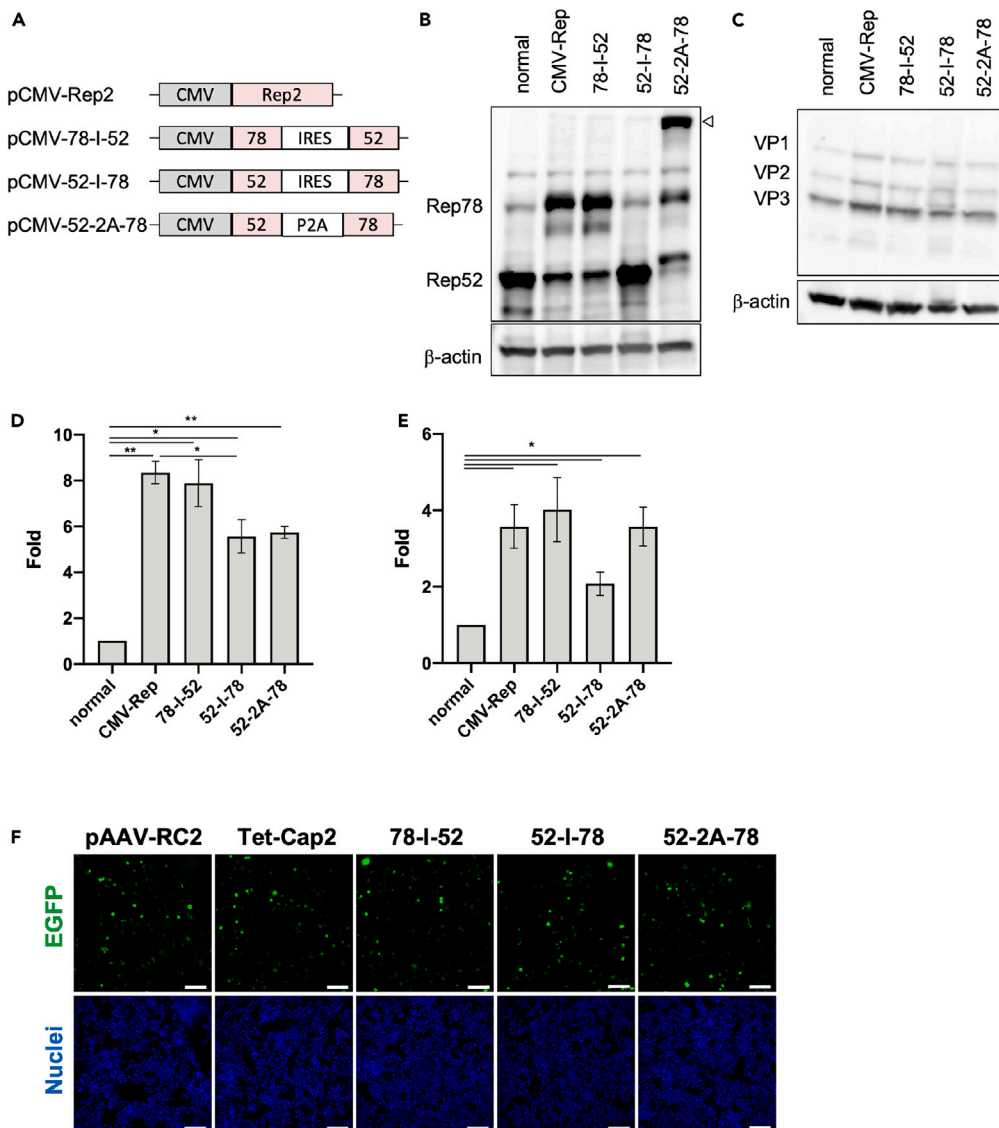 A
pCMV-Rep2 CMV Rep2
pCMV-78-I-52 CMV 78 IRES 52
pCMV-52-I-78 CMV 52 IRES 78
pCMV-52-2A-78 CMV 52 P2A 78
B
normal
CMV-Rep
78-I-52
52-I-78
52-2A-78
Rep78
Rep52
β-actin
C
normal
CMV-Rep
78-I-52
52-I-78
52-2A-78
VP1
VP2
VP3
β-actin
D
**
*
** *
10
8
6
4
2
0
Fold
normal
CMV-Rep
78-I-52
52-I-78
52-2A-78
E
*
6
4
2
0
Fold
normal
CMV-Rep
78-I-52
52-I-78
52-2A-78
F
pAAV-RC2 Tet-Cap2 78-I-52 52-I-78 52-2A-78
EGFP
Nuclei